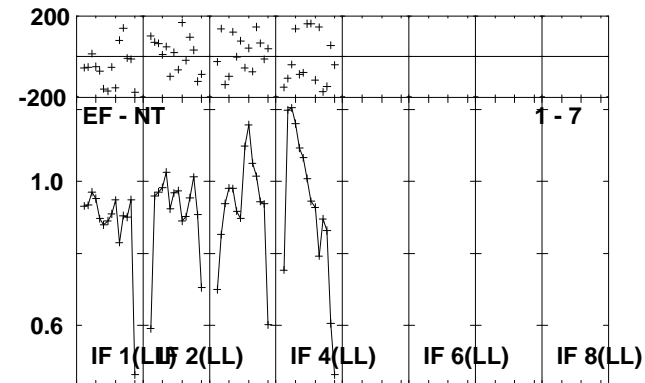 200
-200
EF - NT 1 - 7
1.0
0.6
IF 1(LL) IF 2(LL) IF 4(LL) IF 6(LL) IF 8(LL)